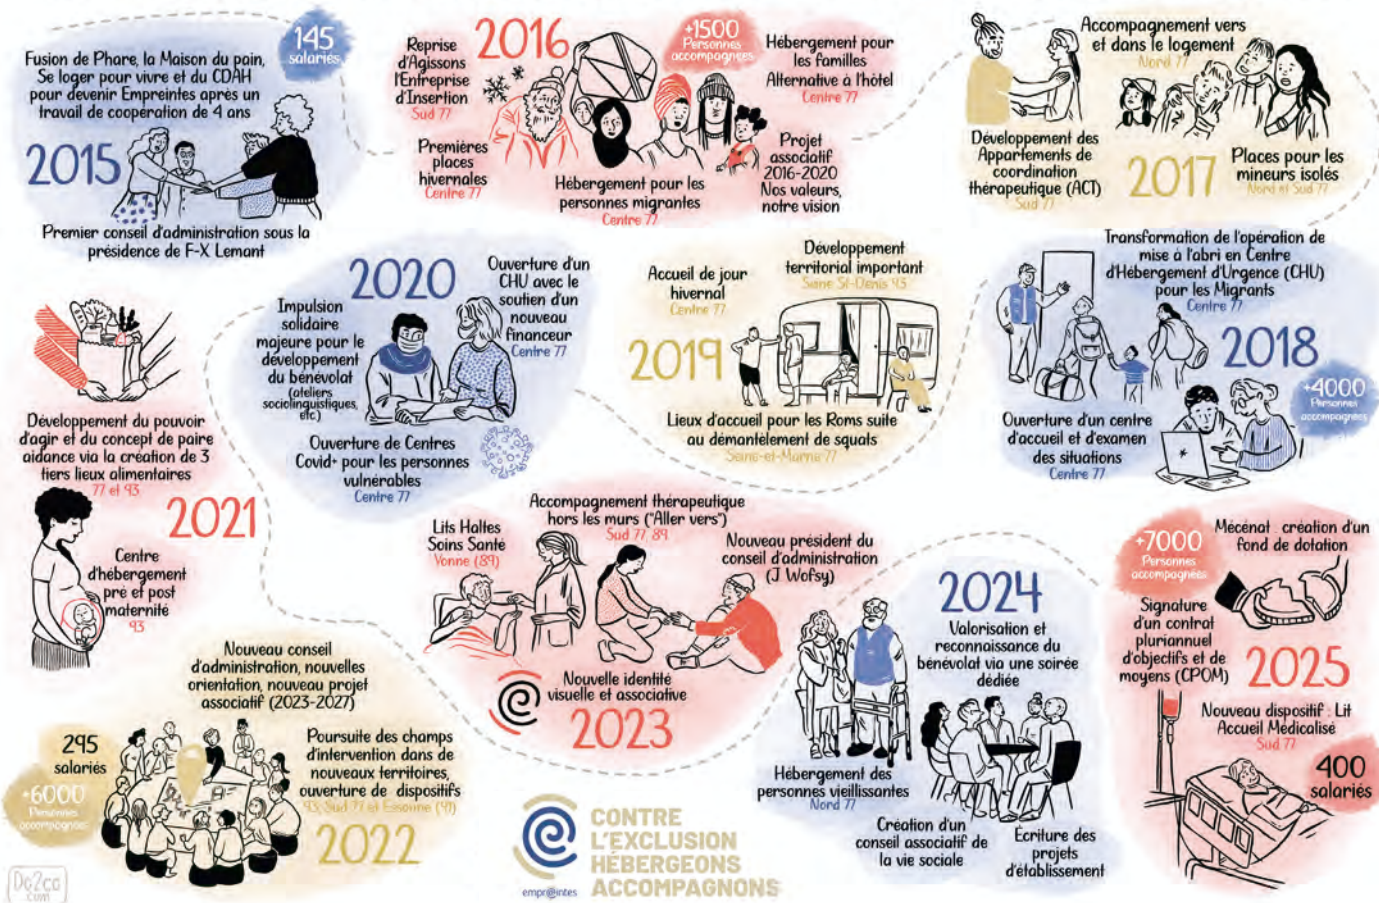 Fusion de Phare, la Maison du pain,
Se loger pour vivre et du CDAH
pour devenir Empreintes après un
travail de coopération de 4 ans
145
salariés
2015
Premier conseil d'administration sous la
présidence de F-X Lemant
Reprise
d'Agissons
l'Entreprise
d'Insertion
Sud 77
2016
+1500
Personnes
accompagnées
Hébergement pour
les familles
Alternative à l'hôtel
Centre 77
Premières
places
hivernales
Centre 77
Hébergement pour les
personnes migrantes
Centre 77
Projet
associatif
2016-2020
Nos valeurs,
notre vision
Accompagnement vers
et dans le logement
Nord 77
Développement des
Appartements de
coordination
thérapeutique (ACT)
Sud 77
2017
Places pour les
mineurs isolés
Nord et Sud 77
Transformation de l'opération de
mise à l'abri en Centre
d'Hébergement d'Urgence (CHU)
pour les Migrants
Centre 77
2018
+4000
Personnes
accompagnées
Ouverture d'un centre
d'accueil et d'examen
des situations
Centre 77
Accueil de jour
hivernal
Centre 77
Développement
territorial important
Siane St-Denis 93
2019
Lieux d'accueil pour les Roms suite
au démantèlement de squats
Seine-et-Marne 77
2020
Impulsion
solidaire
majeure pour le
développement
du bénévolat
(ateliers
sociolinguistiques,
etc.)
Ouverture d'un
CHU avec le
soutien d'un
nouveau
financeur
Centre 77
Ouverture de Centres
Covid+ pour les personnes
vulnérables
Centre 77
Développement du pouvoir
d'agir et du concept de paire
aidance via la création de 3
tiers lieux alimentaires
77 et 93
2021
Centre
d'hébergement
pré et post
maternité
93
Nouveau conseil
d'administration, nouvelles
orientation, nouveau projet
associatif (2023-2027)
295
salariés
+6000
Personnes
accompagnées
Poursuite des champs
d'intervention dans de
nouveaux territoires,
ouverture de dispositifs
93, Sud 77 et Essonne (91)
2022
Lits Haltes
Soins Santé
Yonne (89)
Accompagnement thérapeutique
hors les murs ("Aller vers")
Sud 77, 89
Nouveau président du
conseil d'administration
(J Wofsy)
Nouvelle identité
visuelle et associative
2023
2024
Valorisation et
reconnaissance du
bénévolat via une soirée
dédiée
Hébergement des
personnes vieillissantes
Nord 77
Création d'un
conseil associatif de
la vie sociale
Écriture des
projets
d'établissement
+7000
Personnes
accompagnées
Mécénat : création d'un
fond de dotation
Signature
d'un contrat
pluriannuel
d'objectifs et de
moyens (CPOM)
2025
Nouveau dispositif : Lit
Accueil Médicalisé
Sud 77
400
salariés
empr@intes
CONTRE
L'EXCLUSION
HÉBERGEONS
ACCOMPAGNONS
Do2co
.com